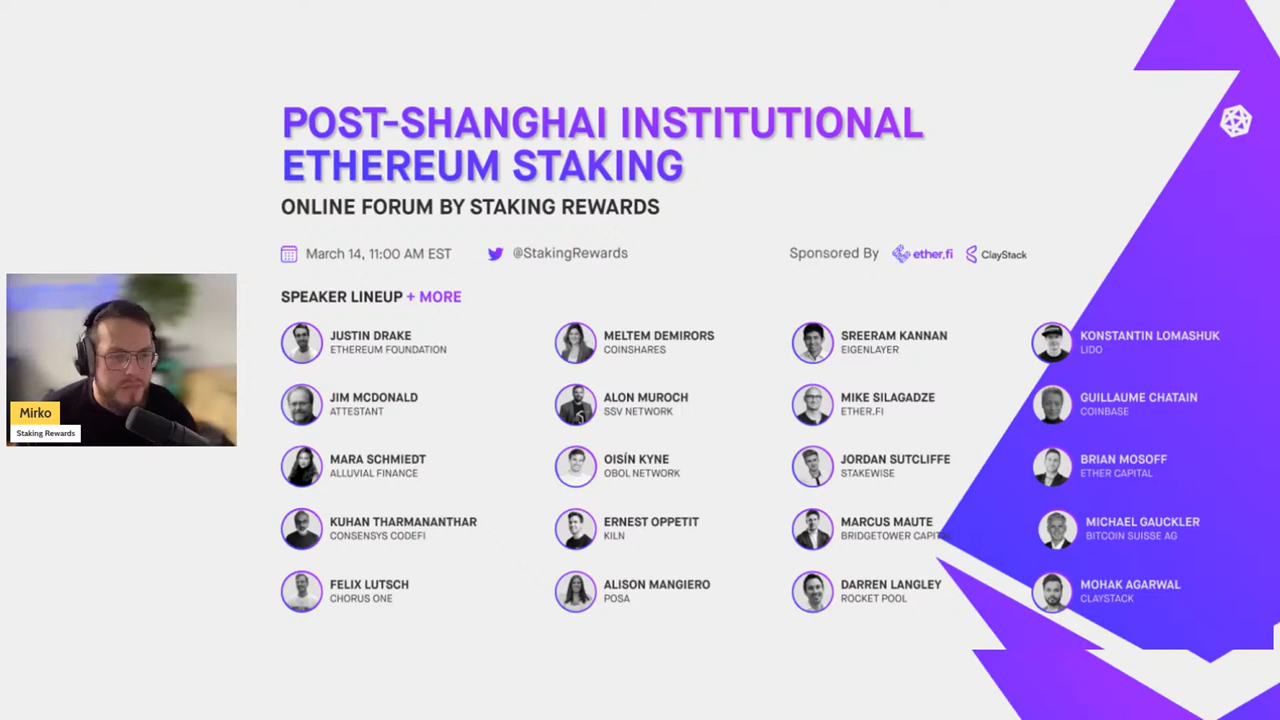 POST-SHANGHAI INSTITUTIONAL
ETHEREUM STAKING
ONLINE FORUM BY STAKING REWARDS
March 14, 11:00 AM EST
@StakingRewards
Sponsored By
ether.fi
ClayStack
SPEAKER LINEUP + MORE
JUSTIN DRAKE
ETHEREUM FOUNDATION
MELTEM DEMIRORS
COINSHARES
SREERAM KANNAN
EIGENLAYER
KONSTANTIN LOMASHUK
LIDO
JIM MCDONALD
ATTESTANT
ALON MUROCH
SSV NETWORK
MIKE SILAGADZE
ETHER.FI
GUILLAUME CHATAIN
COINBASE
Mirko
Staking Rewards
MARA SCHMIEDT
ALLUVIAL FINANCE
OISÍN KYNE
OBOL NETWORK
JORDAN SUTCLIFFE
STAKEWISE
BRIAN MOSOFF
ETHER CAPITAL
KUHAN THARMANANTHAR
CONSENSYS CODEFI
ERNEST OPPETIT
KILN
MARCUS MAUTE
BRIDGETOWER CAPITAL
MICHAEL GAUCKLER
BITCOIN SUISSE AG
FELIX LUTSCH
CHORUS ONE
ALISON MANGIERO
POSA
DARREN LANGLEY
ROCKET POOL
MOHAK AGARWAL
CLAYSTACK